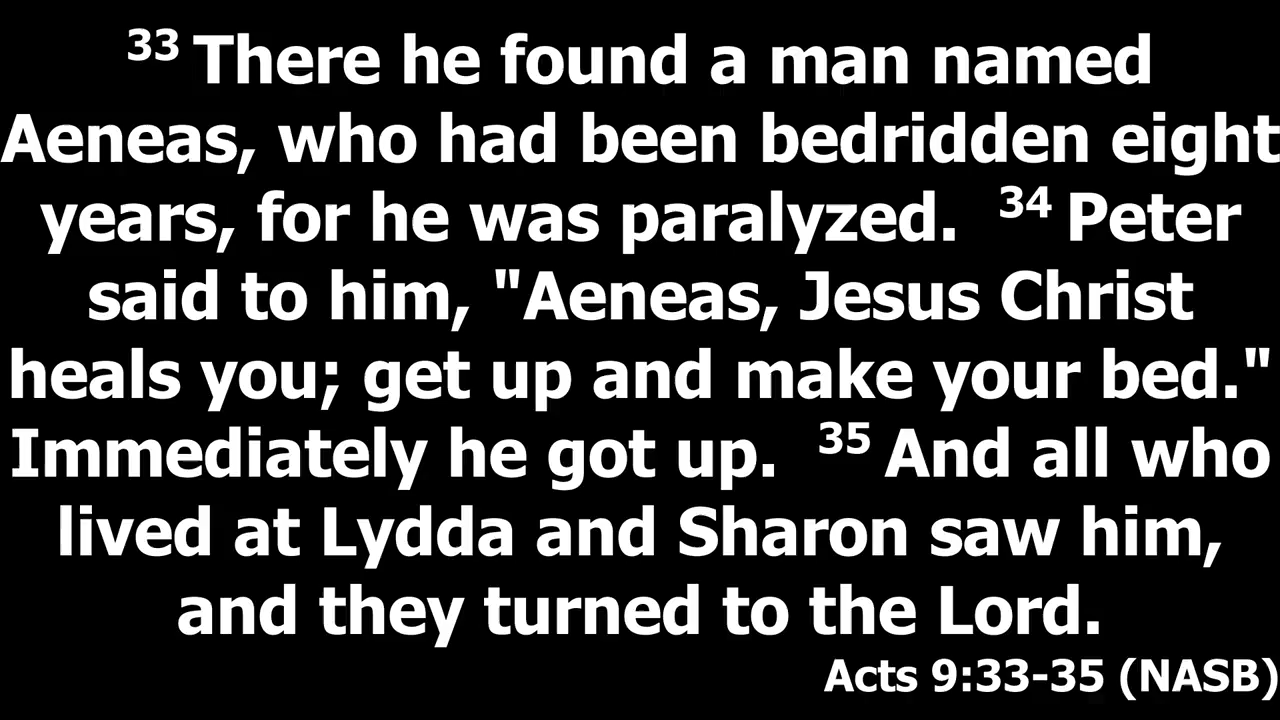 33 There he found a man named
Aeneas, who had been bedridden eight
years, for he was paralyzed. 34 Peter
said to him, "Aeneas, Jesus Christ
heals you; get up and make your bed."
Immediately he got up. 35 And all who
lived at Lydda and Sharon saw him,
and they turned to the Lord.
Acts 9:33-35 (NASB)